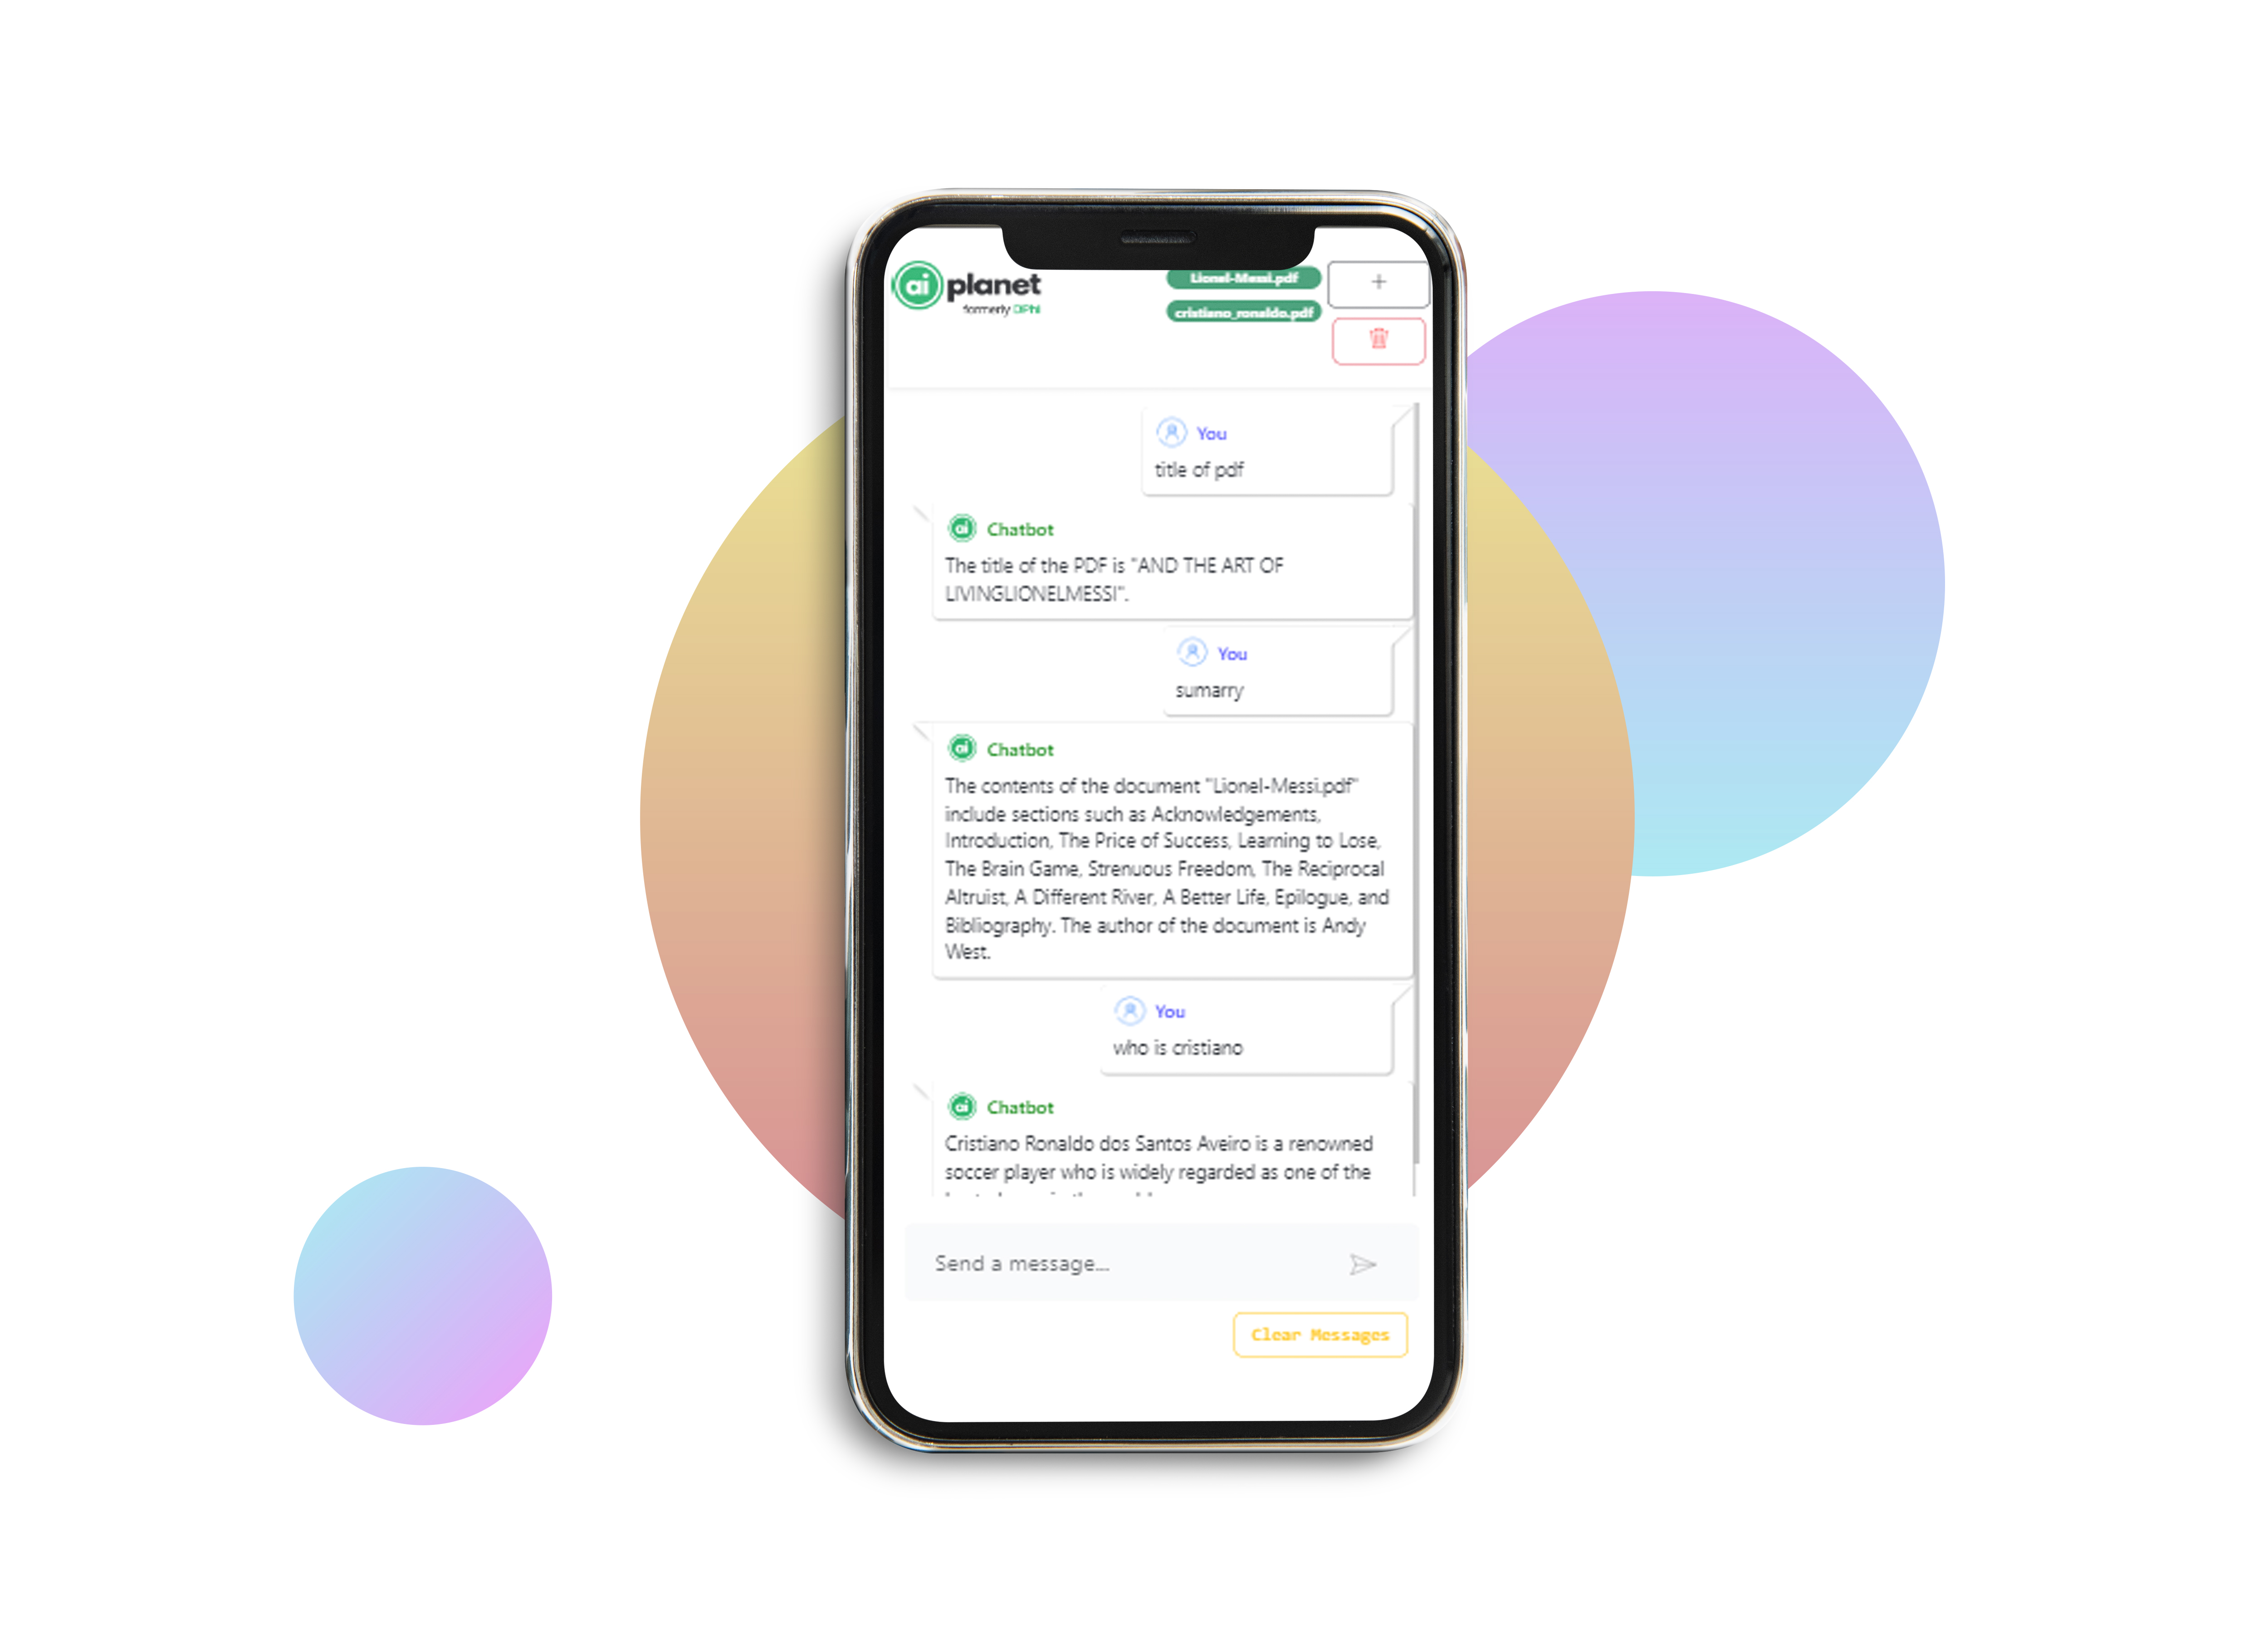 ai planet
formerly DPhi
Lionel-Messi.pdf
cristiano_ronaldo.pdf
+
You
title of pdf
ai Chatbot
The title of the PDF is "AND THE ART OF
LIVINGLIONELMESSI".
You
sumarry
ai Chatbot
The contents of the document "Lionel-Messi.pdf"
include sections such as Acknowledgements,
Introduction, The Price of Success, Learning to Lose,
The Brain Game, Strenuous Freedom, The Reciprocal
Altruist, A Different River, A Better Life, Epilogue, and
Bibliography. The author of the document is Andy
West.
You
who is cristiano
ai Chatbot
Cristiano Ronaldo dos Santos Aveiro is a renowned
soccer player who is widely regarded as one of the
Send a message...
Clear Messages